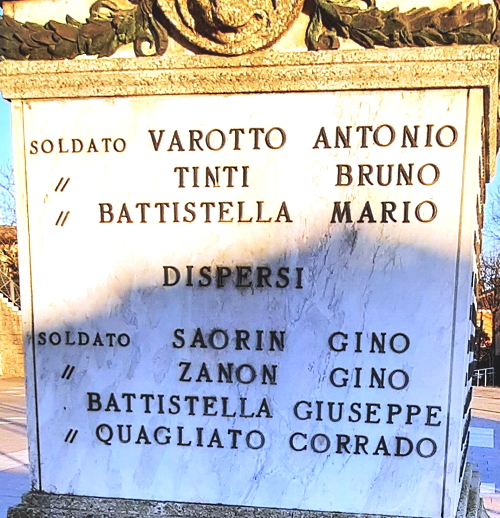 SOLDATO VAROTTO ANTONIO
〃 TINTI BRUNO
〃 BATTISTELLA MARIO
DISPERSI
SOLDATO SAORIN GINO
〃 ZANON GINO
BATTISTELLA GIUSEPPE
〃 QUAGLIATO CORRADO